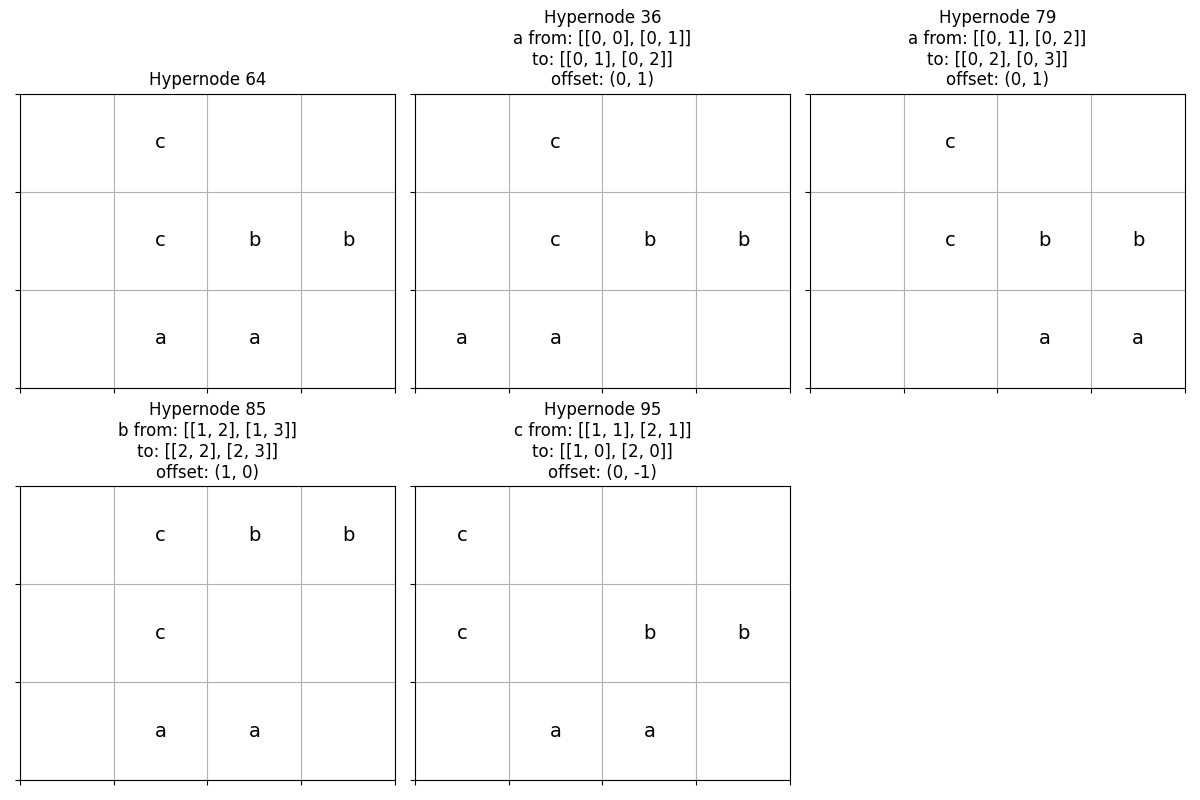 Hypernode 64
c
c b b
a a
Hypernode 36
a from: [[0, 0], [0, 1]]
to: [[0, 1], [0, 2]]
offset: (0, 1)
c
c b b
a a
Hypernode 79
a from: [[0, 1], [0, 2]]
to: [[0, 2], [0, 3]]
offset: (0, 1)
c
c b b
a a
Hypernode 85
b from: [[1, 2], [1, 3]]
to: [[2, 2], [2, 3]]
offset: (1, 0)
c b b
c
a a
Hypernode 95
c from: [[1, 1], [2, 1]]
to: [[1, 0], [2, 0]]
offset: (0, -1)
c
c b b
a a